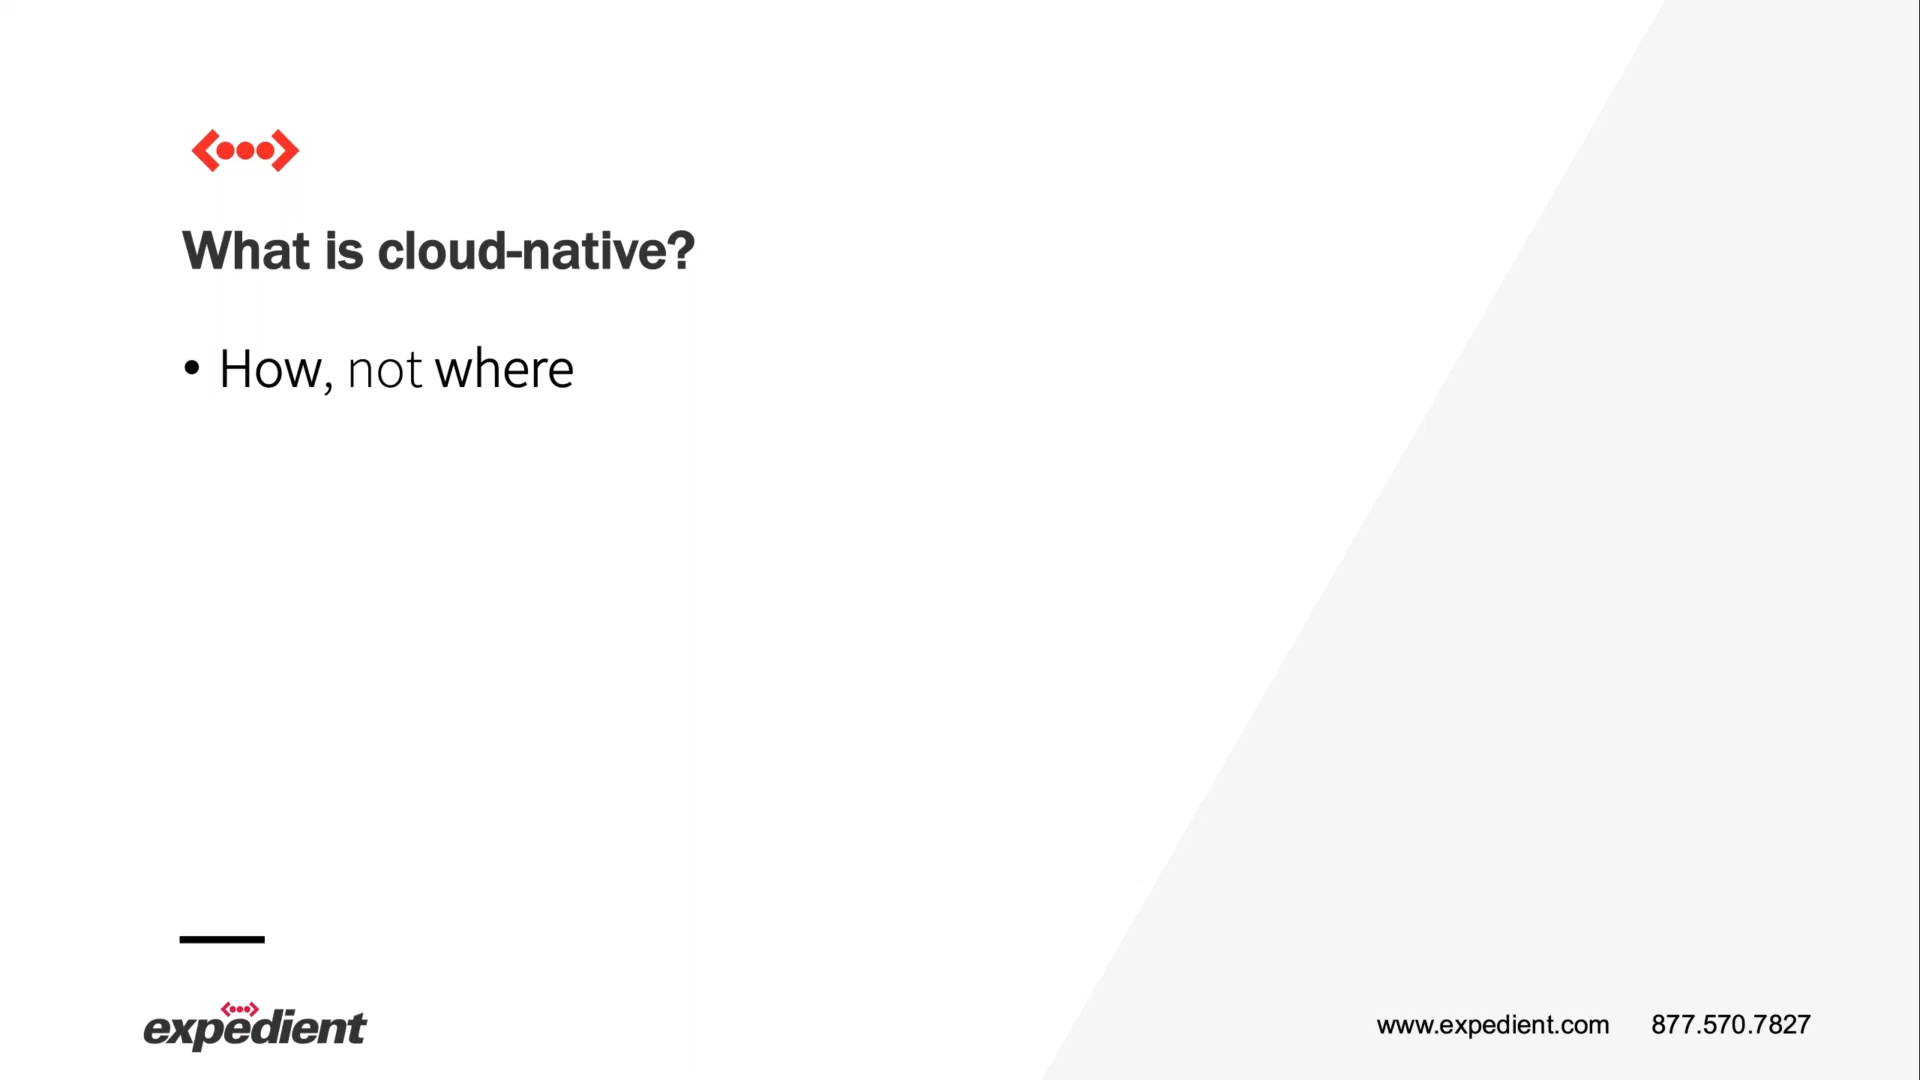 What is cloud-native?
• How, not where
expedient
www.expedient.com 877.570.7827